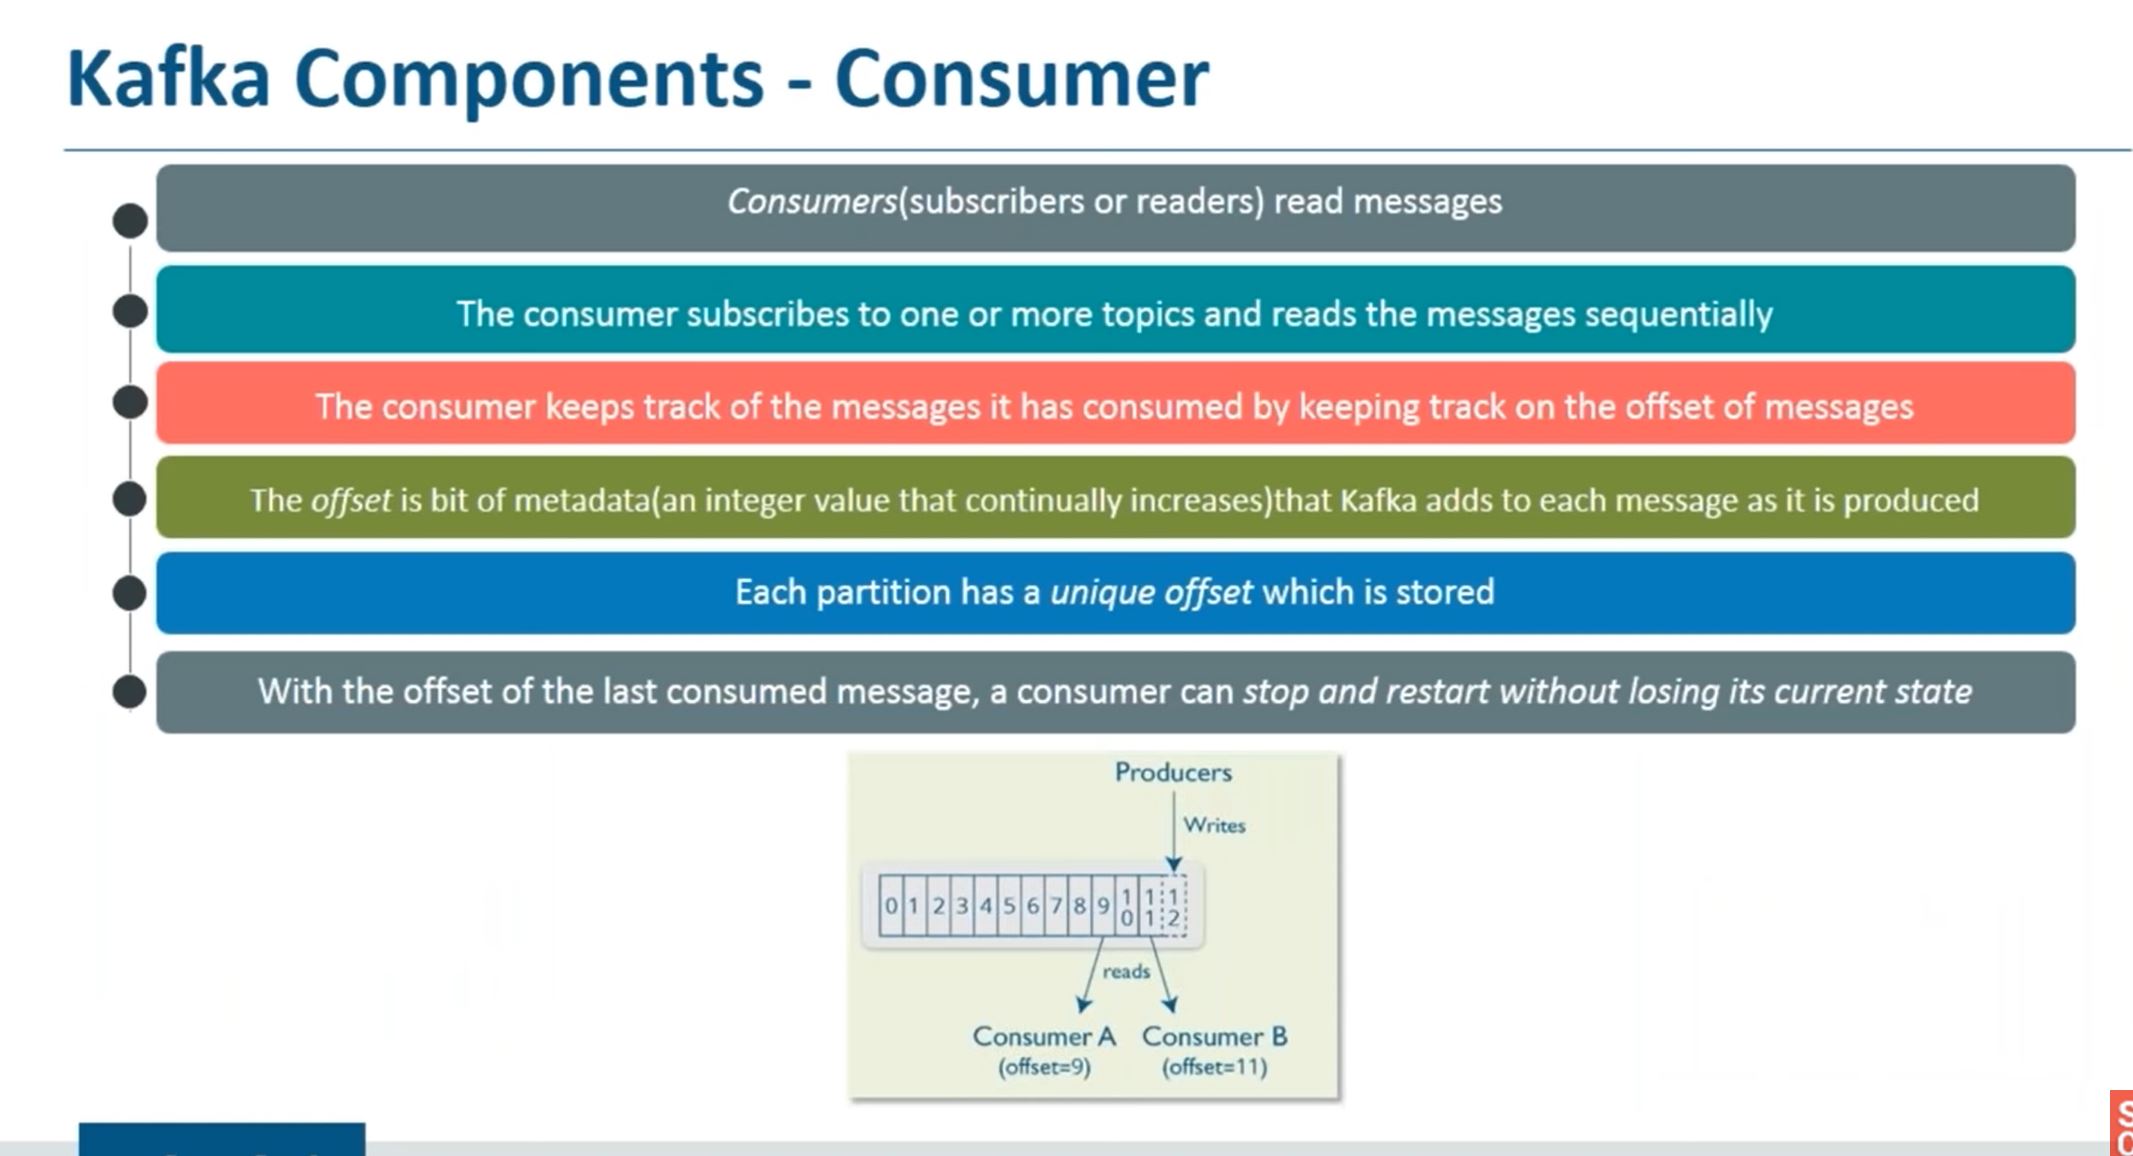 Kafka Components - Consumer
Consumers(subscribers or readers) read messages
The consumer subscribes to one or more topics and reads the messages sequentially
The consumer keeps track of the messages it has consumed by keeping track on the offset of messages
The offset is bit of metadata(an integer value that continually increases)that Kafka adds to each message as it is produced
Each partition has a unique offset which is stored
With the offset of the last consumed message, a consumer can stop and restart without losing its current state
Producers
Writes
0 1 2 3 4 5 6 7 8 9 10 11 12
reads
Consumer A Consumer B
(offset=9) (offset=11)